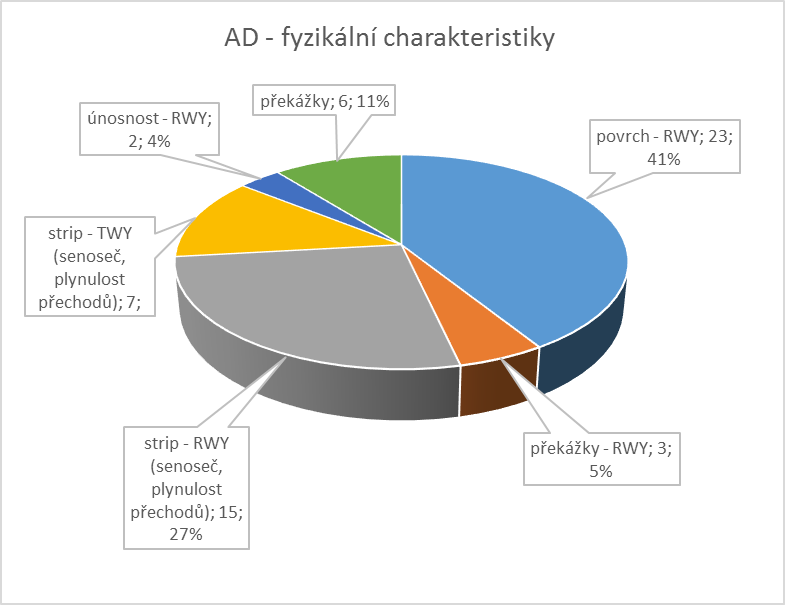 AD - fyzikální charakteristiky
překážky; 6; 11%
únosnost - RWY;
2; 4%
povrch - RWY; 23;
41%
strip - TWY
(senoseč,
plynulost
přechodů); 7;
strip - RWY
(senoseč,
plynulost
přechodů); 15;
27%
překážky - RWY; 3;
5%